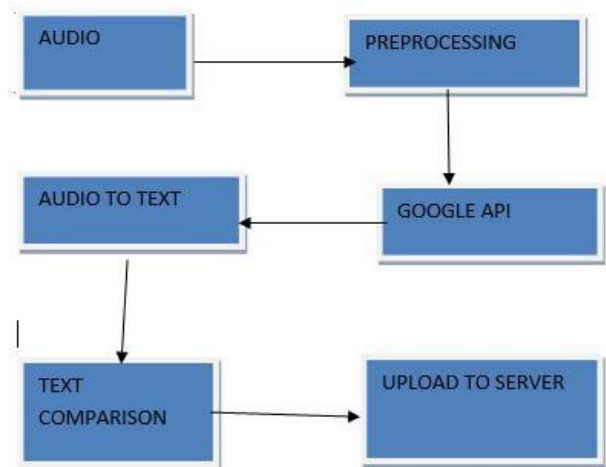 AUDIO
PREPROCESSING
GOOGLE API
AUDIO TO TEXT
TEXT
COMPARISON
UPLOAD TO SERVER